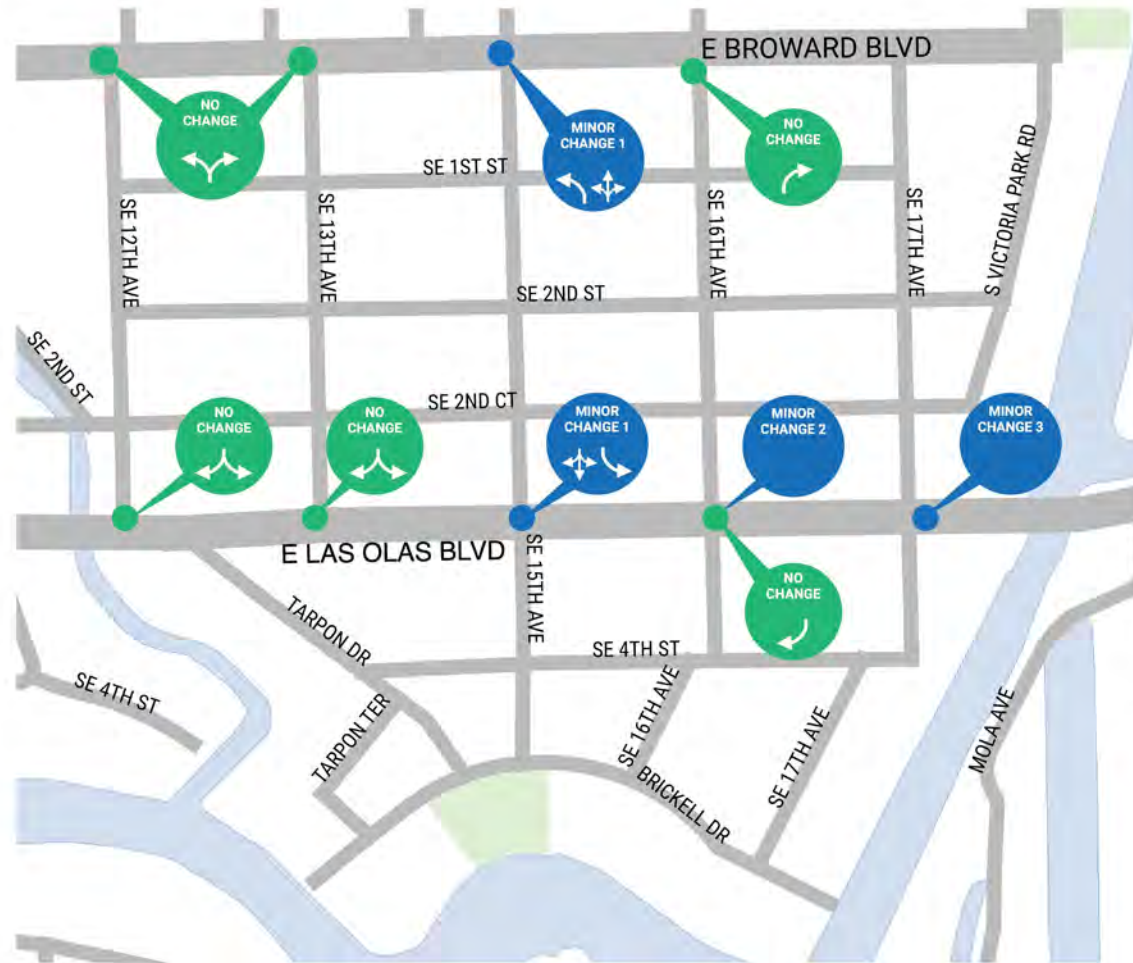 E BROWARD BLVD
NO
CHANGE
MINOR
CHANGE 1
NO
CHANGE
SE 1ST ST
SE 12TH AVE
SE 13TH AVE
SE 16TH AVE
SE 17TH AVE
S VICTORIA PARK RD
SE 2ND ST
SE 2ND ST
SE 2ND CT
NO
CHANGE
NO
CHANGE
MINOR
CHANGE 1
MINOR
CHANGE 2
MINOR
CHANGE 3
E LAS OLAS BLVD
SE 15TH AVE
NO
CHANGE
TARPON DR
SE 4TH ST
SE 4TH ST
TARPON TER
SE 16TH AVE
SE 17TH AVE
BRICKELL DR
MOLA AVE